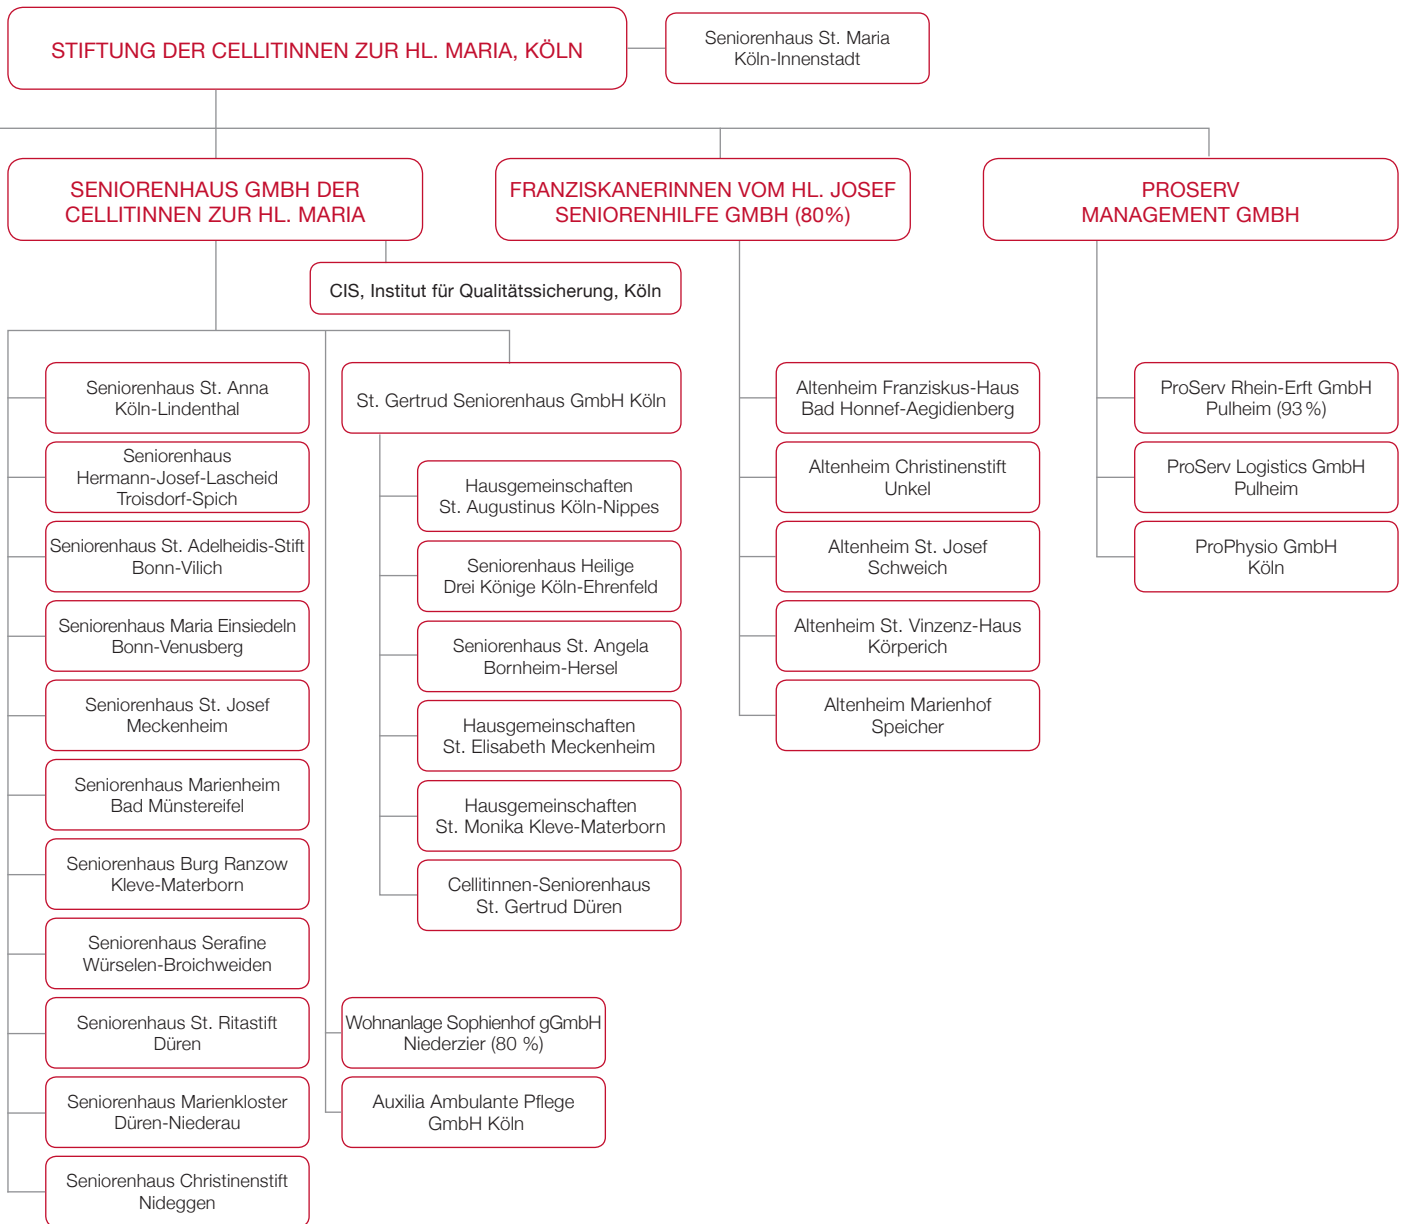 STIFTUNG DER CELLITINNEN ZUR HL. MARIA, KÖLN
Seniorenhaus St. Maria
Köln-Innenstadt
SENIORENHAUS GMBH DER
CELLITINNEN ZUR HL. MARIA
FRANZISKANERINNEN VOM HL. JOSEF
SENIORENHILFE GMBH (80%)
PROSERV
MANAGEMENT GMBH
CIS, Institut für Qualitätssicherung, Köln
Seniorenhaus St. Anna
Köln-Lindenthal
Seniorenhaus
Hermann-Josef-Lascheid
Troisdorf-Spich
Seniorenhaus St. Adelheidis-Stift
Bonn-Vilich
Seniorenhaus Maria Einsiedeln
Bonn-Venusberg
Seniorenhaus St. Josef
Meckenheim
Seniorenhaus Marienheim
Bad Münstereifel
Seniorenhaus Burg Ranzow
Kleve-Materborn
Seniorenhaus Serafine
Würselen-Broichweiden
Seniorenhaus St. Ritastift
Düren
Seniorenhaus Marienkloster
Düren-Niederau
Seniorenhaus Christinenstift
Nideggen
St. Gertrud Seniorenhaus GmbH Köln
Hausgemeinschaften
St. Augustinus Köln-Nippes
Seniorenhaus Heilige
Drei Könige Köln-Ehrenfeld
Seniorenhaus St. Angela
Bornheim-Hersel
Hausgemeinschaften
St. Elisabeth Meckenheim
Hausgemeinschaften
St. Monika Kleve-Materborn
Cellitinnen-Seniorenhaus
St. Gertrud Düren
Wohnanlage Sophienhof gGmbH
Niederzier (80 %)
Auxilia Ambulante Pflege
GmbH Köln
Altenheim Franziskus-Haus
Bad Honnef-Aegidienberg
Altenheim Christinenstift
Unkel
Altenheim St. Josef
Schweich
Altenheim St. Vinzenz-Haus
Körperich
Altenheim Marienhof
Speicher
ProServ Rhein-Erft GmbH
Pulheim (93 %)
ProServ Logistics GmbH
Pulheim
ProPhysio GmbH
Köln